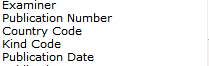 Examiner
Publication Number
Country Code
Kind Code
Publication Date